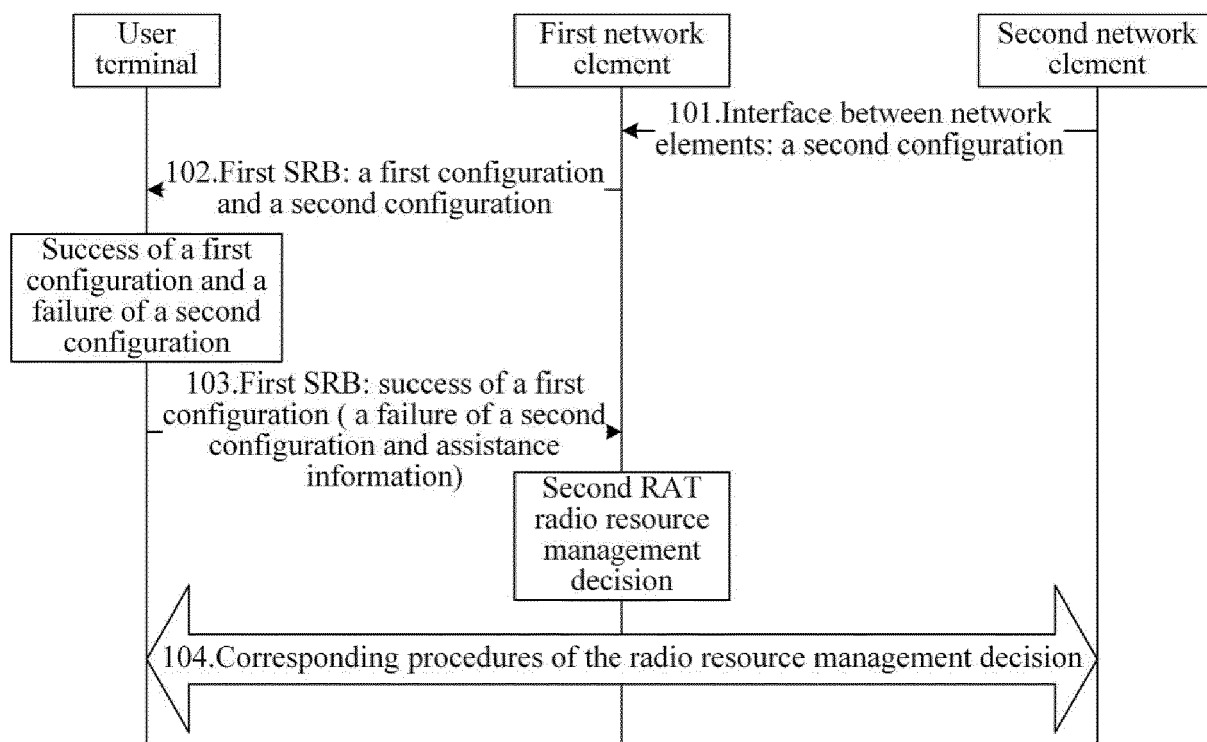 User
terminal
First network
element
Second network
element
101.Interface between network
elements: a second configuration
102.First SRB: a first configuration
and a second configuration
Success of a first
configuration and a
failure of a second
configuration
103.First SRB: success of a first
configuration ( a failure of a second
configuration and assistance
information)
Second RAT
radio resource
management
decision
104.Corresponding procedures of the radio resource management decision